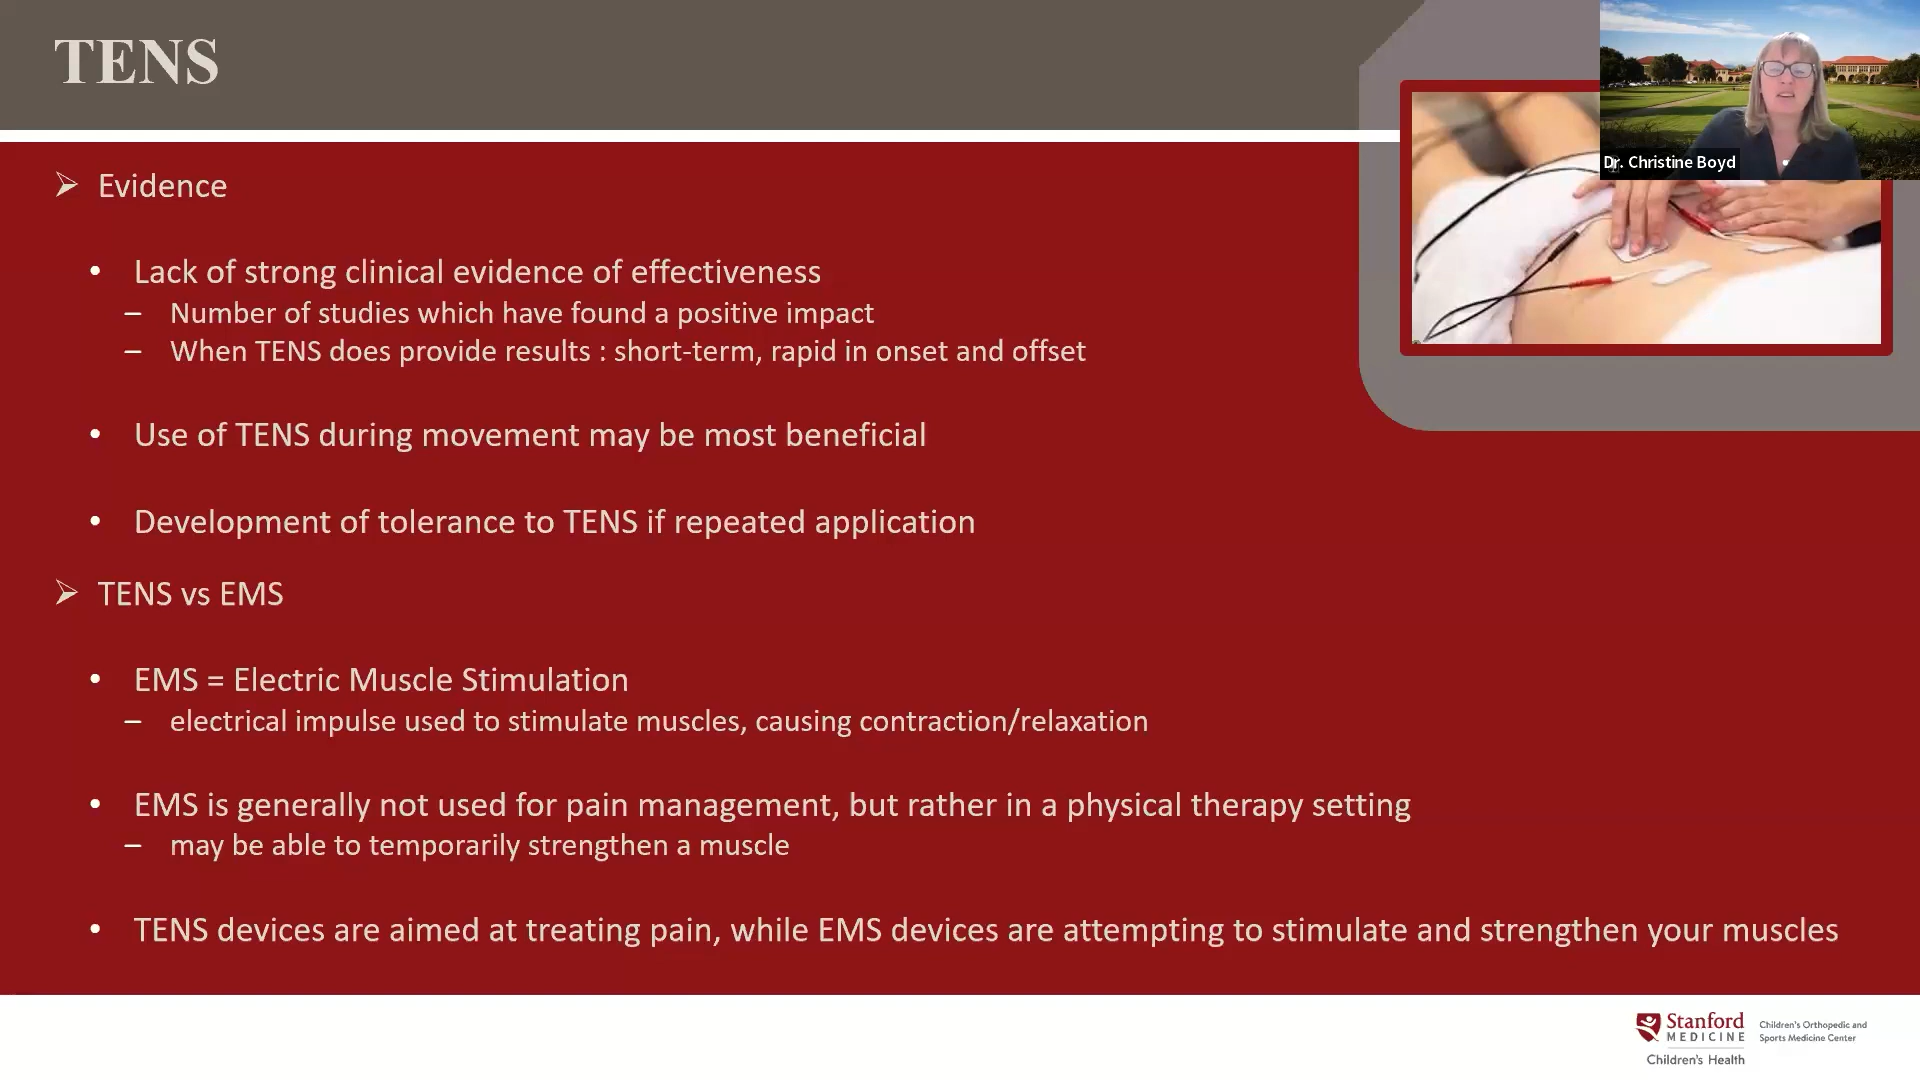 TENS
Dr. Christine Boyd
➢ Evidence
• Lack of strong clinical evidence of effectiveness
– Number of studies which have found a positive impact
– When TENS does provide results : short-term, rapid in onset and offset
• Use of TENS during movement may be most beneficial
• Development of tolerance to TENS if repeated application
➢ TENS vs EMS
• EMS = Electric Muscle Stimulation
– electrical impulse used to stimulate muscles, causing contraction/relaxation
• EMS is generally not used for pain management, but rather in a physical therapy setting
– may be able to temporarily strengthen a muscle
• TENS devices are aimed at treating pain, while EMS devices are attempting to stimulate and strengthen your muscles
Stanford
MEDICINE
Children's Health
Children's Orthopedic and
Sports Medicine Center